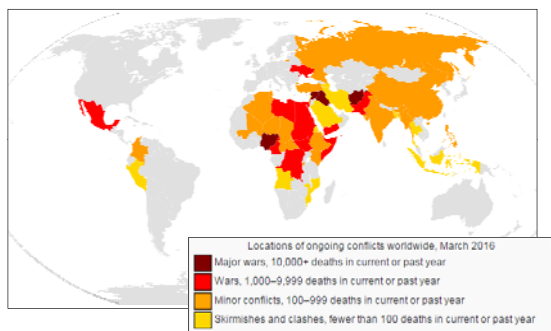 Locations of ongoing conflicts worldwide, March 2016
Major wars, 10,000+ deaths in current or past year
Wars, 1,000–9,999 deaths in current or past year
Minor conflicts, 100–999 deaths in current or past year
Skirmishes and clashes, fewer than 100 deaths in current or past year